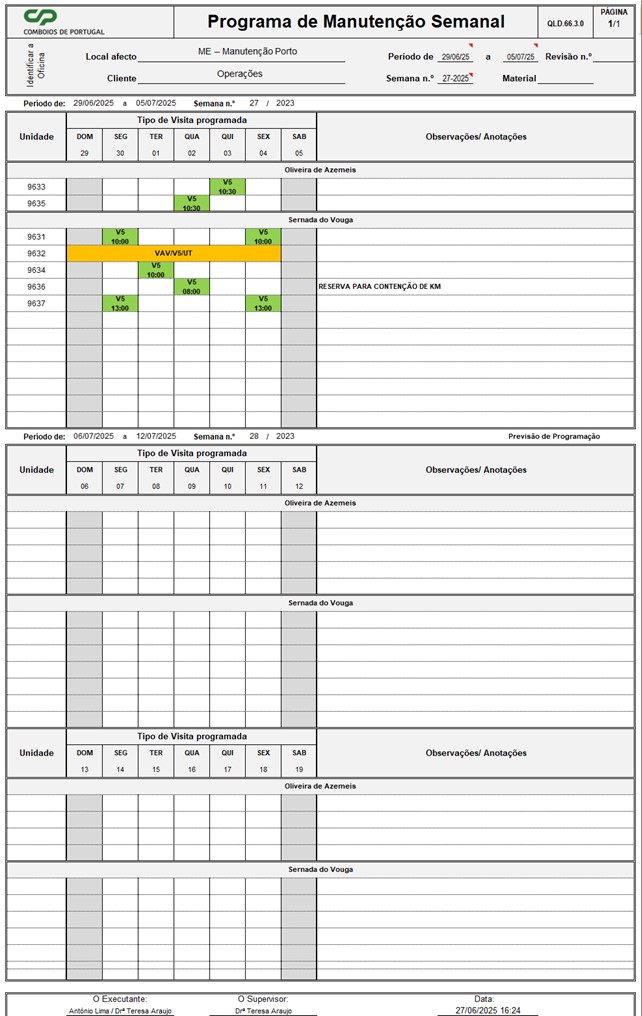 CP
COMBOIOS DE PORTUGAL
Programa de Manutenção Semanal
QLD.66.3.0
PÁGINA
1/1
Identificar a Oficina
Local afecto ME – Manutenção Porto
Cliente Operações
Periodo de 29/06/25 a 05/07/25 Revisão n.º
Semana n.º 27-2025 Material
Periodo de: 29/06/2025 a 05/07/2025 Semana n.º 27 / 2023
Unidade Tipo de Visita programada Observações/ Anotações
DOM SEG TER QUA QUI SEX SAB
29 30 01 02 03 04 05
Oliveira de Azemeis
9633 V5 10:30
9635 V5 10:30
Sernada do Vouga
9631 V5 10:00 V5 10:00
9632 VAV/V5/UT
9634 V5 10:00
9636 V5 08:00 RESERVA PARA CONTENÇÃO DE KM
9637 V5 13:00 V5 13:00
Periodo de: 06/07/2025 a 12/07/2025 Semana n.º 28 / 2023 Previsão de Programação
Unidade Tipo de Visita programada Observações/ Anotações
DOM SEG TER QUA QUI SEX SAB
06 07 08 09 10 11 12
Oliveira de Azemeis
Sernada do Vouga
Unidade Tipo de Visita programada Observações/ Anotações
DOM SEG TER QUA QUI SEX SAB
13 14 15 16 17 18 19
Oliveira de Azemeis
Sernada do Vouga
O Executante: O Supervisor: Data:
António Lima / Drª Teresa Araujo Drª Teresa Araujo 27/06/2025 16:24